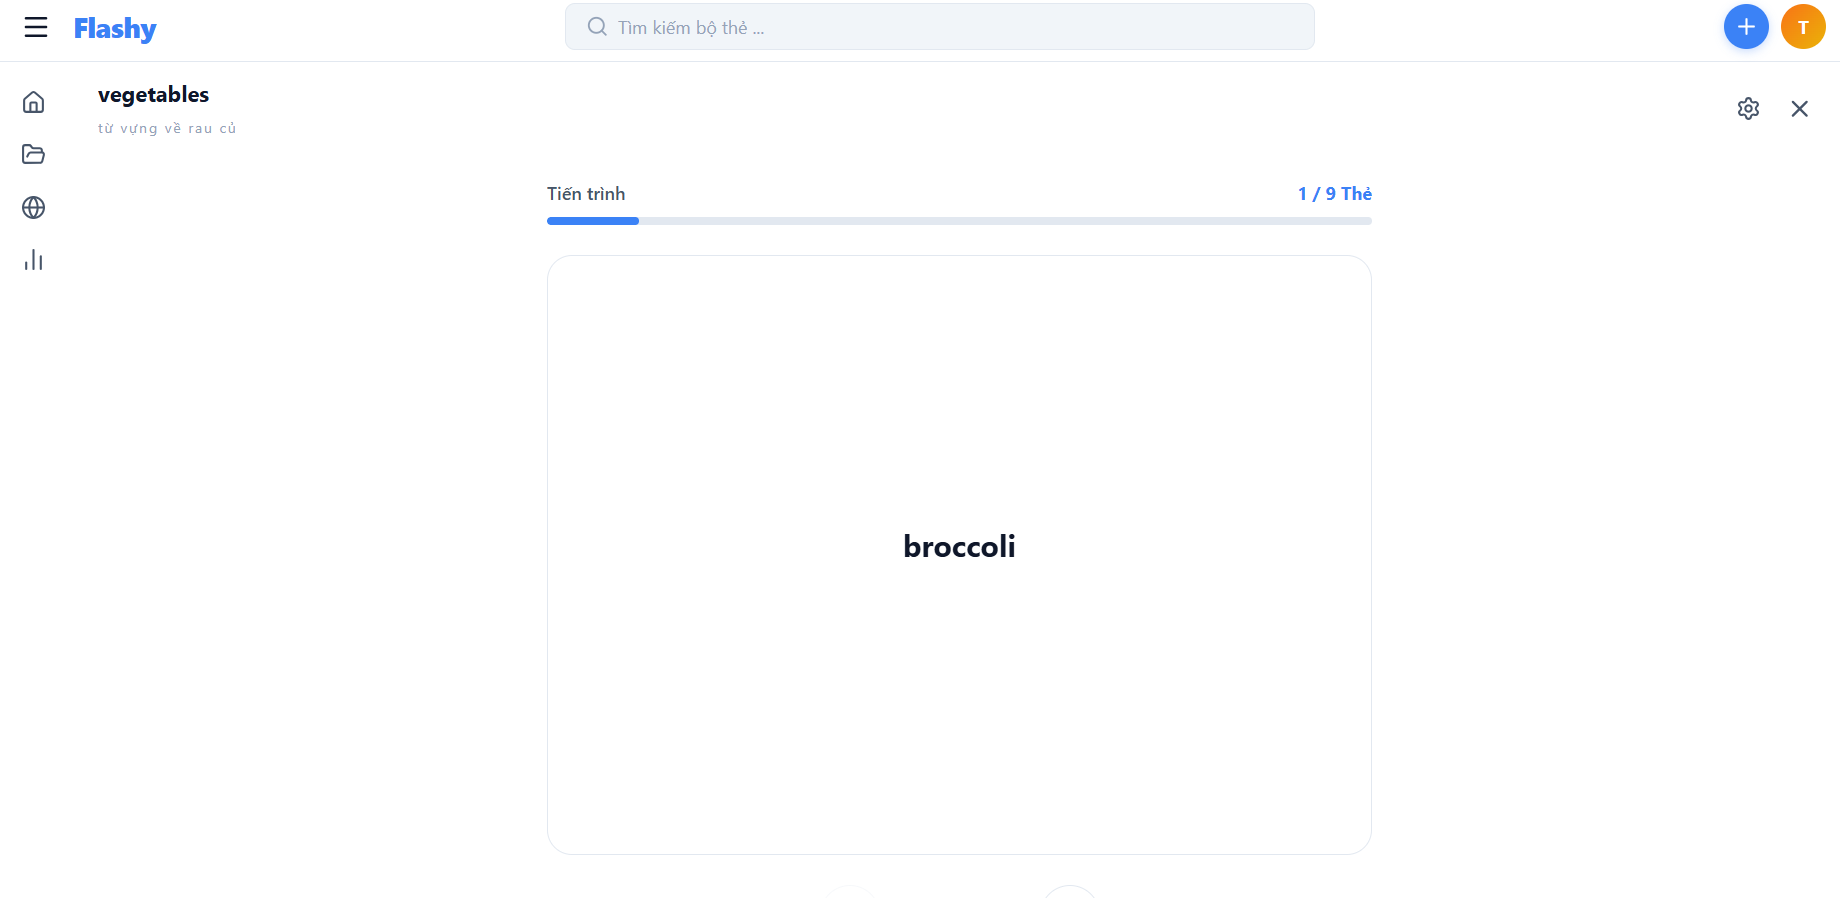 Flashy
Tìm kiếm bộ thẻ ...
T
vegetables
từ vựng về rau củ
Tiến trình
1 / 9 Thẻ
broccoli